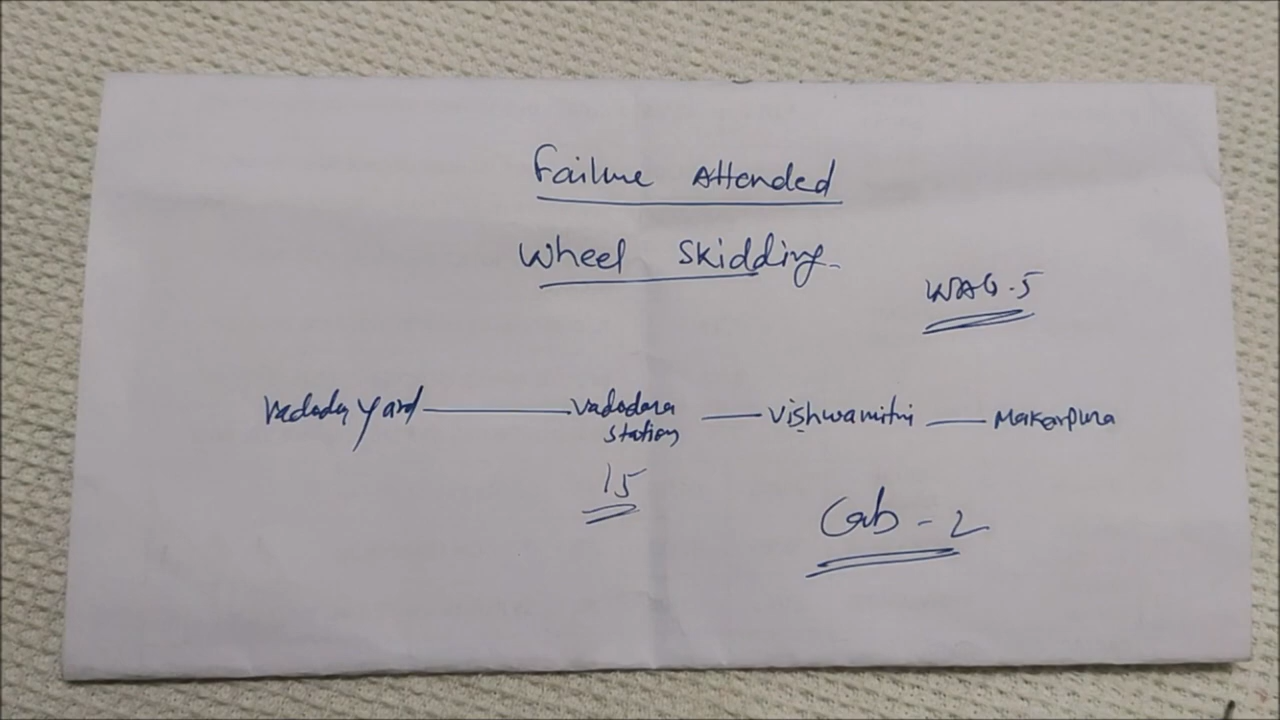 Failure Attended
Wheel Skidding
WAG-5
Vadodara Yard — Vadodara Station — Vishwamitri — Makarpura
15
Cab-2